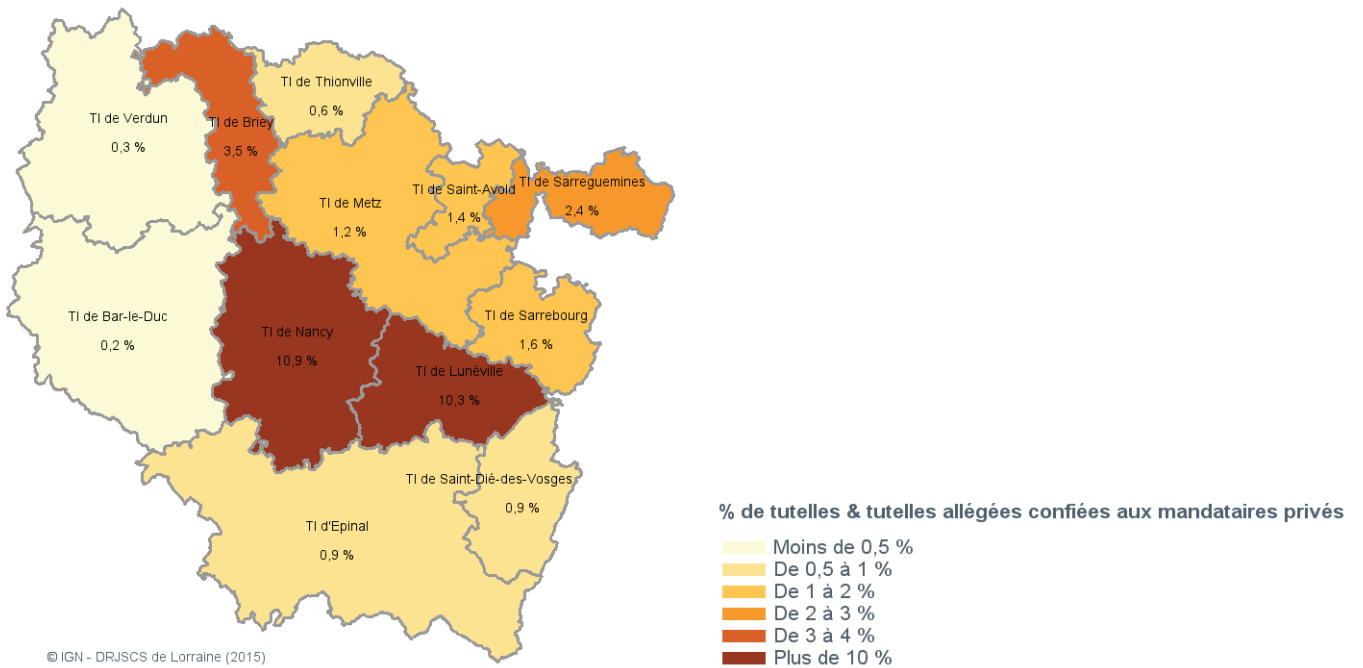 TI de Thionville
0,6 %
TI de Verdun
0,3 %
TI de Briey
3,5 %
TI de Saint-Avold
1,4 %
TI de Sarreguemines
2,4 %
TI de Metz
1,2 %
TI de Bar-le-Duc
0,2 %
TI de Nancy
10,9 %
TI de Sarrebourg
1,6 %
TI de Lunéville
10,3 %
TI de Saint-Dié-des-Vosges
0,9 %
TI d'Epinal
0,9 %
% de tutelles & tutelles allégées confiées aux mandataires privés
Moins de 0,5 %
De 0,5 à 1 %
De 1 à 2 %
De 2 à 3 %
De 3 à 4 %
Plus de 10 %
© IGN - DRJSCS de Lorraine (2015)